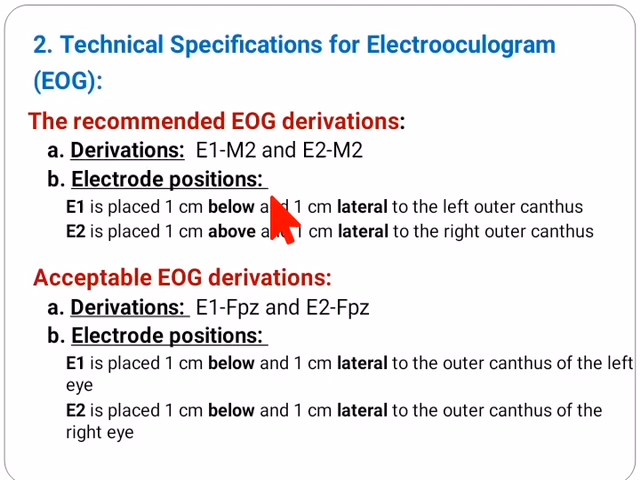 2. Technical Specifications for Electrooculogram
(EOG):
The recommended EOG derivations:
a. Derivations: E1-M2 and E2-M2
b. Electrode positions:
E1 is placed 1 cm below and 1 cm lateral to the left outer canthus
E2 is placed 1 cm above and 1 cm lateral to the right outer canthus
Acceptable EOG derivations:
a. Derivations: E1-Fpz and E2-Fpz
b. Electrode positions:
E1 is placed 1 cm below and 1 cm lateral to the outer canthus of the left
eye
E2 is placed 1 cm below and 1 cm lateral to the outer canthus of the
right eye